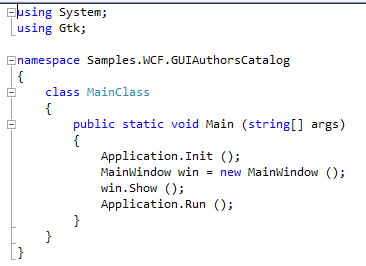 using System;
using Gtk;
namespace Samples.WCF.GUIAuthorsCatalog
{
class MainClass
{
public static void Main (string[] args)
{
Application.Init ();
MainWindow win = new MainWindow ();
win.Show ();
Application.Run ();
}
}
}